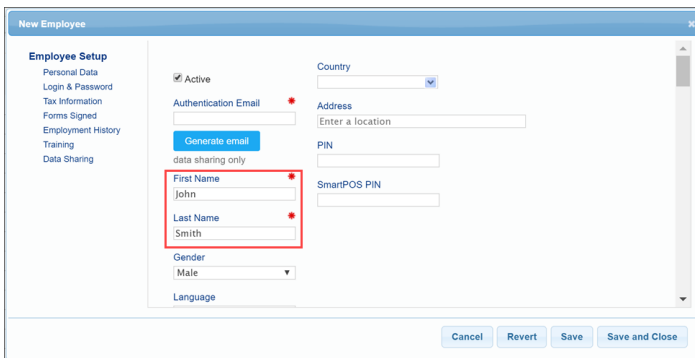 New Employee
Employee Setup
Personal Data
Login & Password
Tax Information
Forms Signed
Employment History
Training
Data Sharing
Active
Authentication Email *
Generate email
data sharing only
First Name *
John
Last Name *
Smith
Gender
Male
Language
Country
Address
Enter a location
PIN
SmartPOS PIN
Cancel Revert Save Save and Close